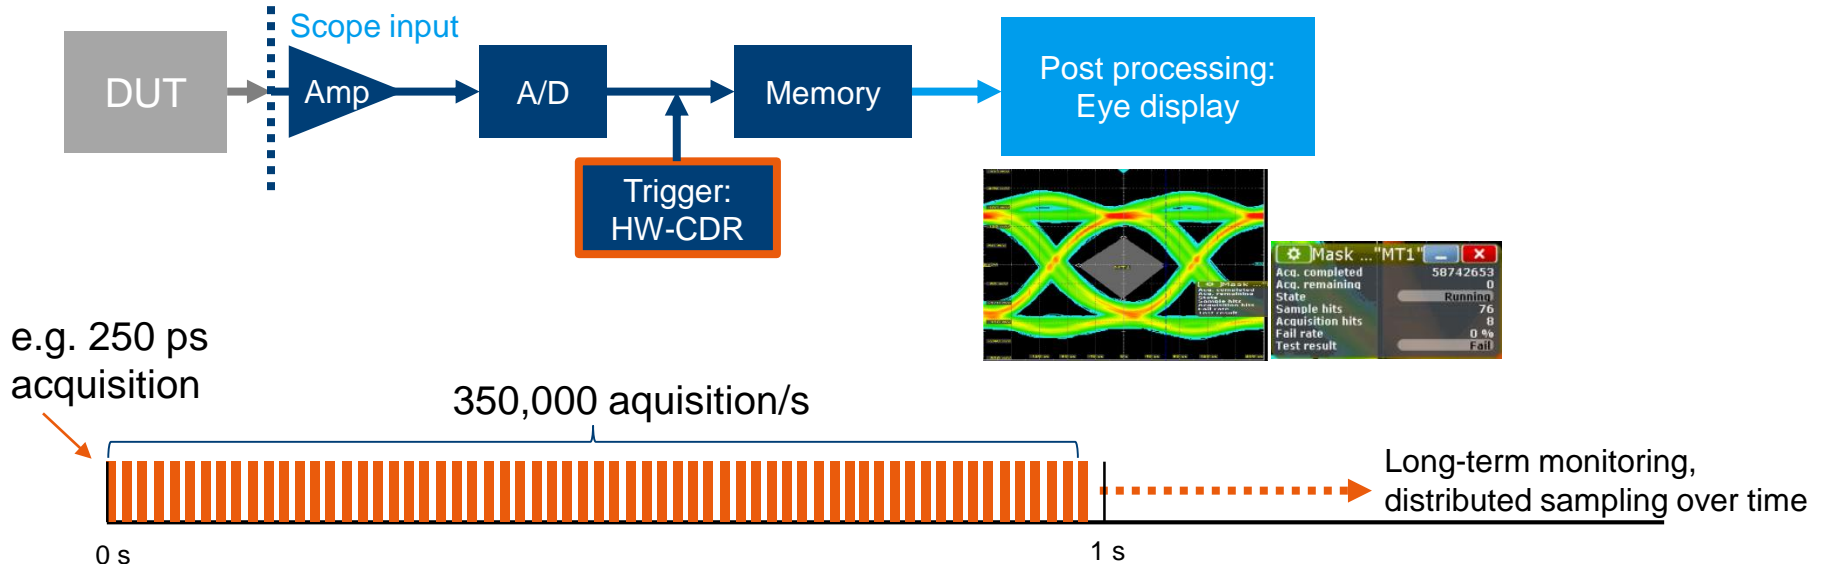 Scope input
DUT
Amp
A/D
Memory
Post processing:
Eye display
Trigger:
HW-CDR
Mask ..."MT1"
Acq. completed 58742653
Acq. remaining 0
State Running
Sample hits 76
Acquisition hits 8
Fail rate 0 %
Test result Fail
e.g. 250 ps
acquisition
350,000 aquisition/s
Long-term monitoring,
distributed sampling over time
0 s
1 s